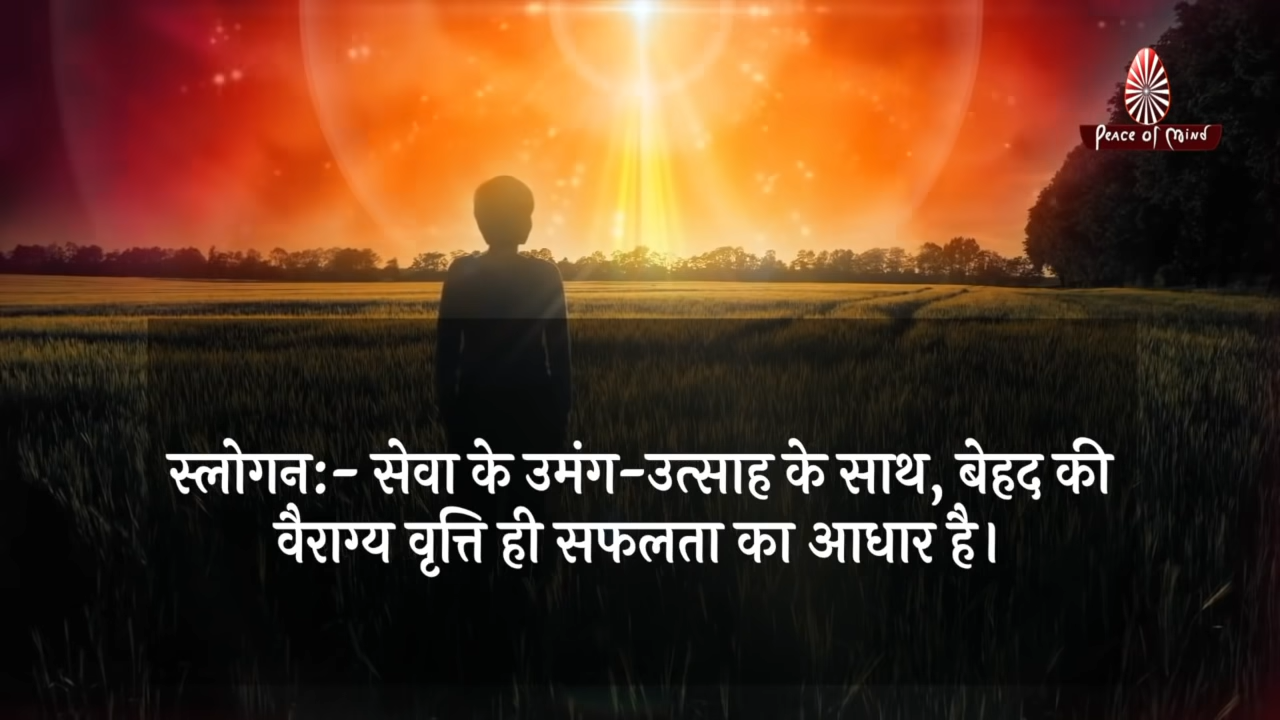 Peace of Mind
स्लोगन:- सेवा के उमंग-उत्साह के साथ, बेहद की
वैराग्य वृत्ति ही सफलता का आधार है।